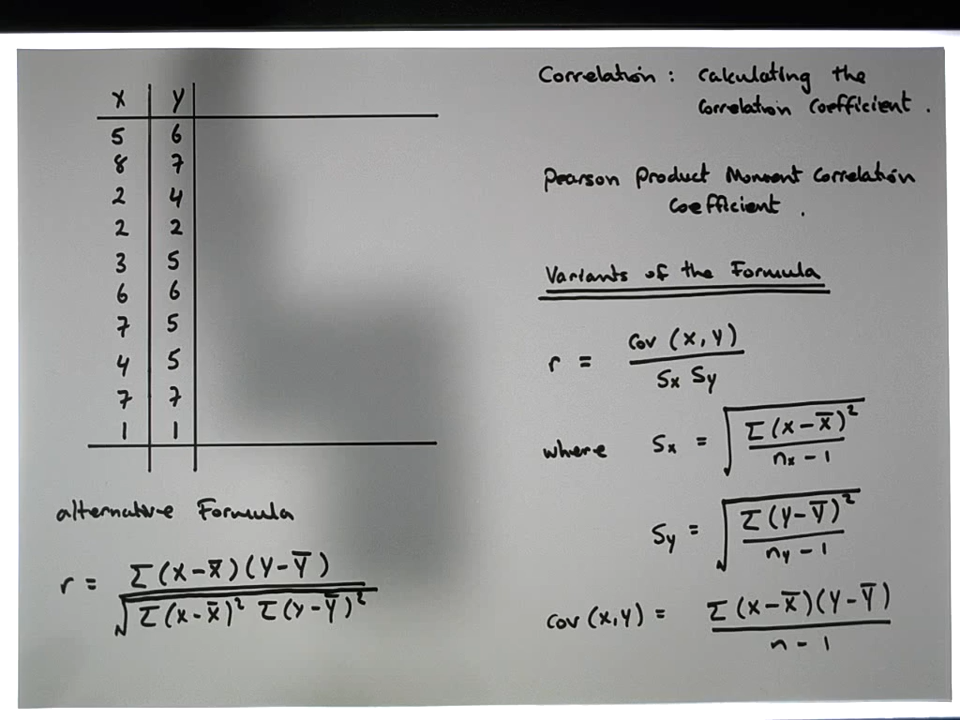 x y
5 6
8 7
2 4
2 2
3 5
6 6
7 5
4 5
7 7
1 1
alternative Formula
r = Σ(x-x̄)(y-ȳ) / √Σ(x-x̄)² Σ(y-ȳ)²
Correlation : calculating the
correlation coefficient .
Pearson Product Moment Correlation
Coefficient .
Variants of the Formula
r = cov (x,y) / Sx Sy
where Sx = √Σ(x-x̄)² / nx - 1
Sy = √Σ(y-ȳ)² / ny - 1
cov (x,y) = Σ(x-x̄)(y-ȳ) / n - 1